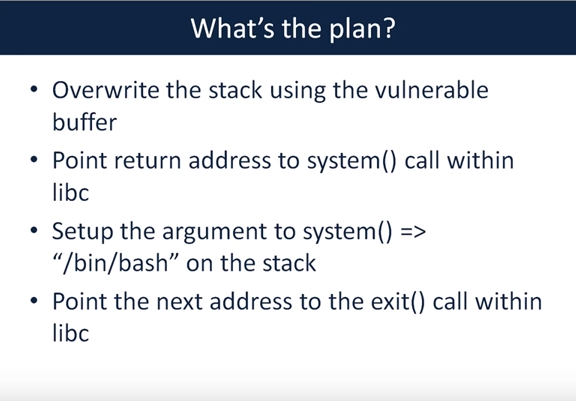 What’s the plan?
• Overwrite the stack using the vulnerable
buffer
• Point return address to system() call within
libc
• Setup the argument to system() =>
“/bin/bash” on the stack
• Point the next address to the exit() call within
libc